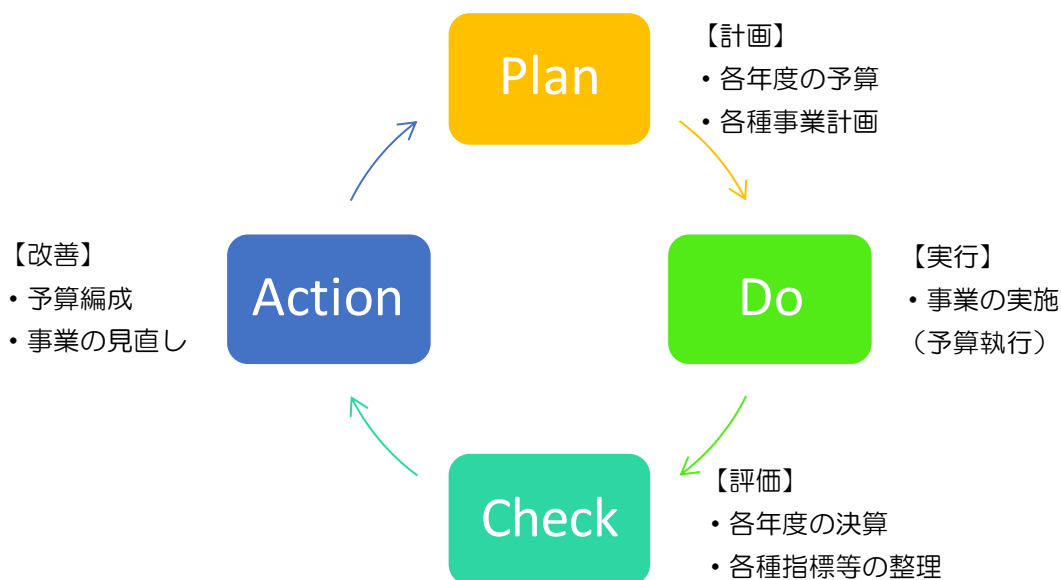 Plan
【計画】
・各年度の予算
・各種事業計画
Do
【実行】
・事業の実施
（予算執行）
Check
【評価】
・各年度の決算
・各種指標等の整理
Action
【改善】
・予算編成
・事業の見直し